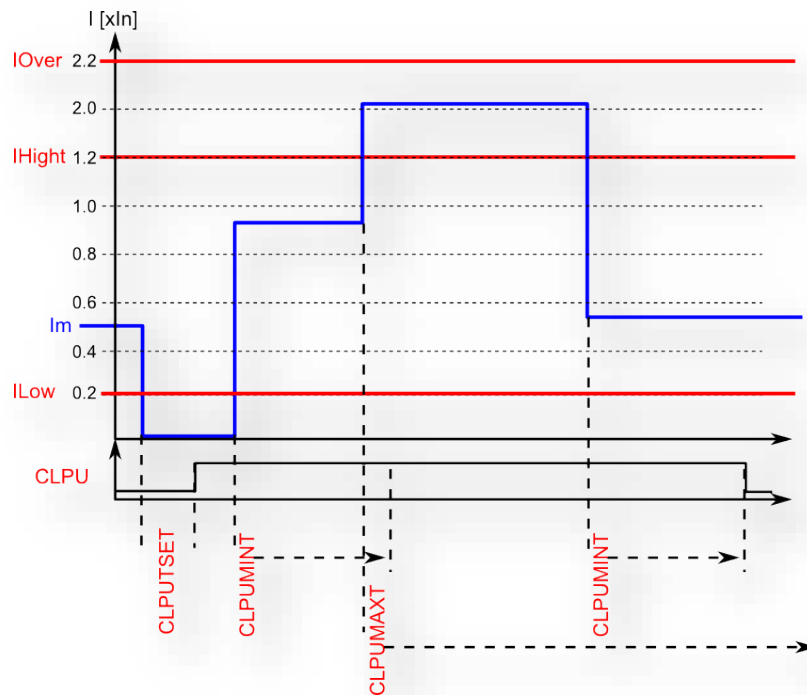 I [xIn]
IOver 2.2
2.0
IHight 1.2
1.0
0.8
0.6
Im
0.4
ILow 0.2
CLPU
CLPUTSET
CLPUMINT
CLPUMAXT
CLPUMINT